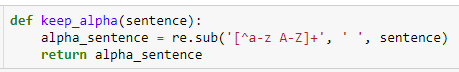 def keep_alpha(sentence):
    alpha_sentence = re.sub('[^a-z A-Z]+', ' ', sentence)
    return alpha_sentence